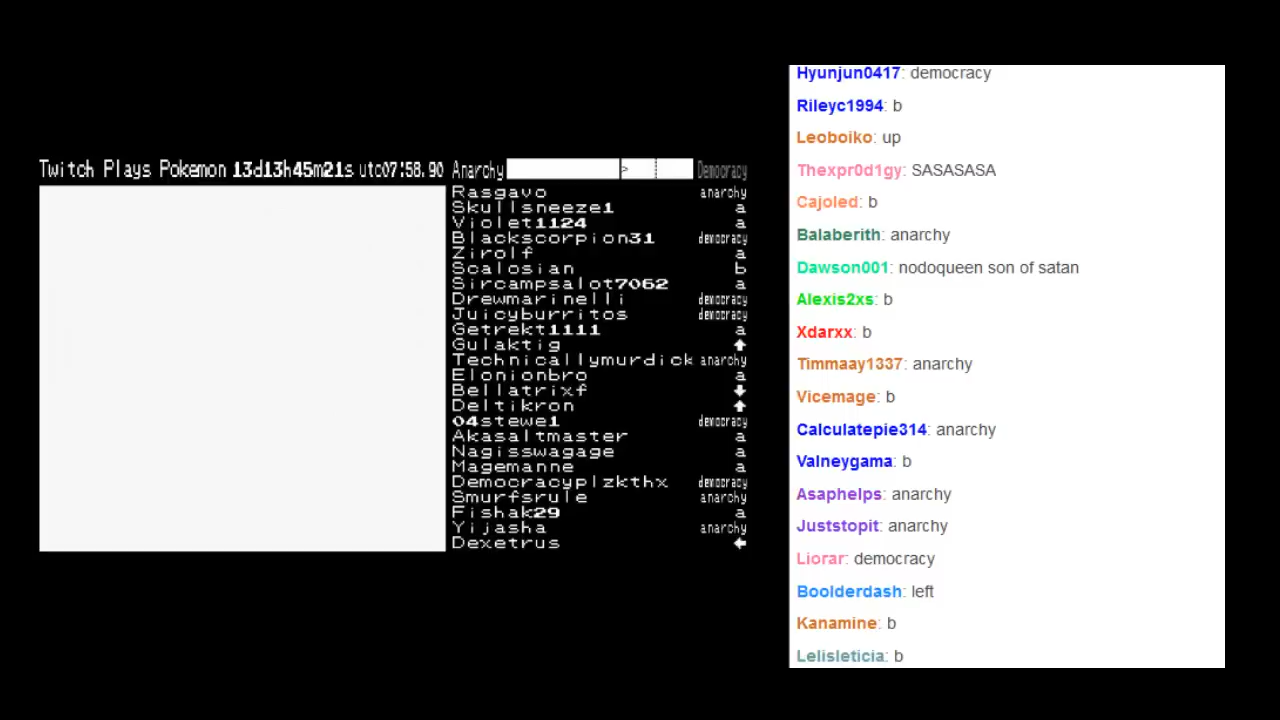 Twitch Plays Pokemon 13d13h45m21s utc07:58.90 Anarchy > Democracy
Rasgavo anarchy
Skullsneeze1 a
Violet1124 a
Blackscorpion31 democracy
Zirolf a
Scalosian b
Sircampsalot7062 a
Drewmarinelli democracy
Juicyburritos democracy
Getrekt1111 a
Gulaktig ⬆
Technicallymurdick anarchy
Elonionbro a
Bellatrixf ⬇
Deltikron ⬆
04stewe1 democracy
Akasaltmaster a
Nagisswagage a
Magemanne a
Democracyplzkthx democracy
Smurfsrule anarchy
Fishak29 a
Yijasha anarchy
Dexetrus ⬅
Hyunjun0417: democracy
Rileyc1994: b
Leoboiko: up
Thexpr0d1gy: SASASASA
Cajoled: b
Balaberith: anarchy
Dawson001: nodoqueen son of satan
Alexis2xs: b
Xdarxx: b
Timmaay1337: anarchy
Vicemage: b
Calculatepie314: anarchy
Valneygama: b
Asaphelps: anarchy
Juststopit: anarchy
Liorar: democracy
Boolderdash: left
Kanamine: b
Lelisleticia: b